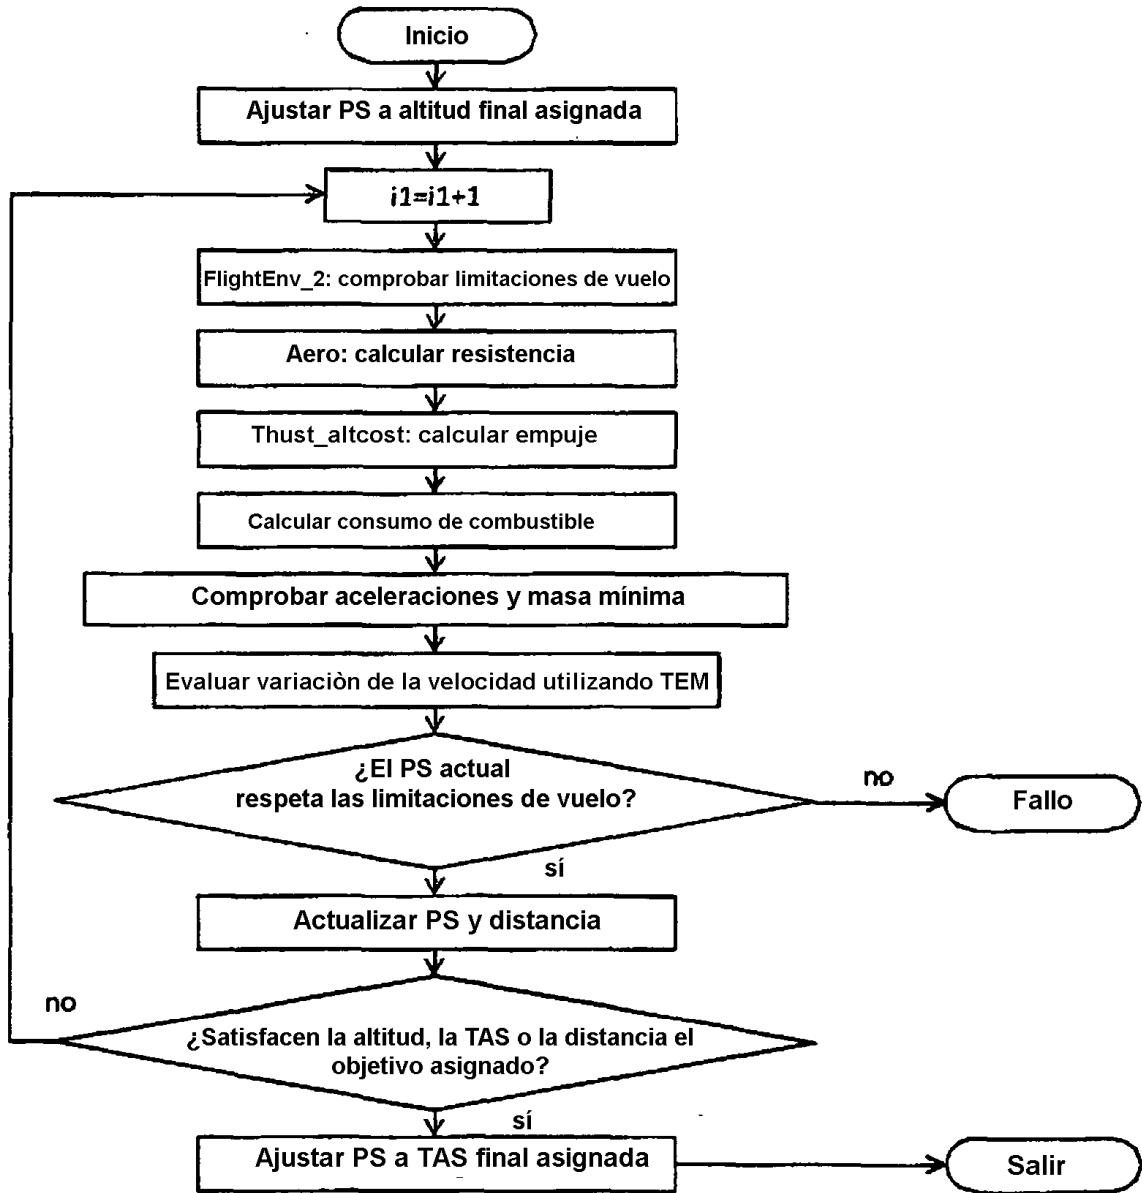 Inicio
Ajustar PS a altitud final asignada
i1=i1+1
FlightEnv_2: comprobar limitaciones de vuelo
Aero: calcular resistencia
Thust_altcost: calcular empuje
Calcular consumo de combustible
Comprobar aceleraciones y masa mínima
Evaluar variaciòn de la velocidad utilizando TEM
¿El PS actual
respeta las limitaciones de vuelo?
no
Fallo
sí
Actualizar PS y distancia
no
¿Satisfacen la altitud, la TAS o la distancia el
objetivo asignado?
sí
Ajustar PS a TAS final asignada
Salir